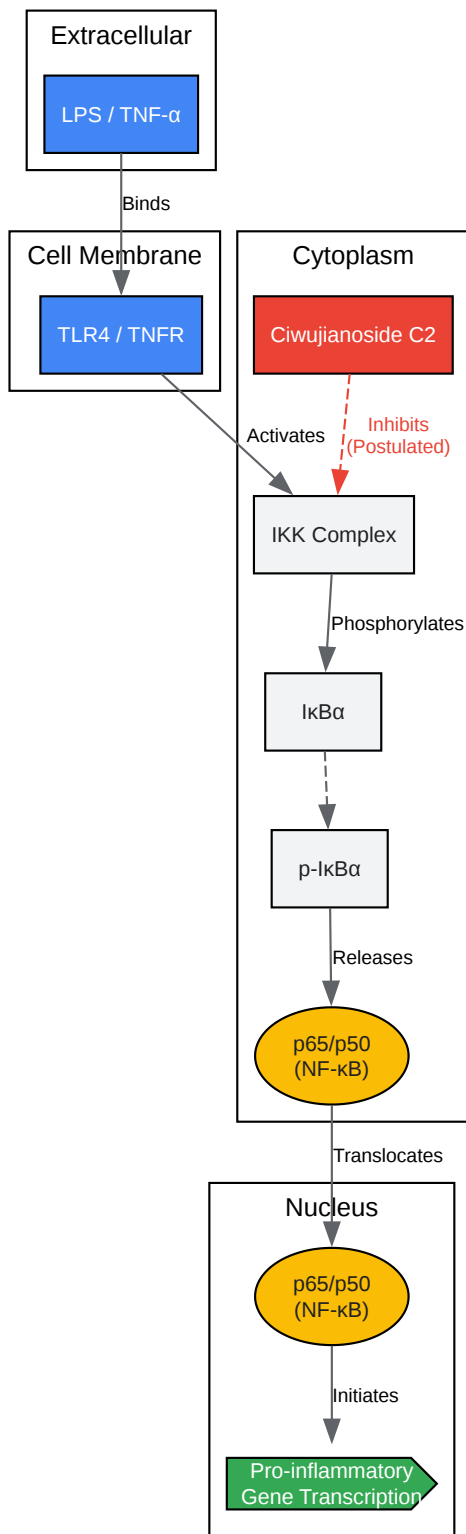 Extracellular
LPS / TNF-α
Binds
Cell Membrane
TLR4 / TNFR
Cytoplasm
Ciwujianoside C2
Activates
Inhibits
(Postulated)
IKK Complex
Phosphorylates
IκBα
p-IκBα
Releases
p65/p50
(NF-κB)
Translocates
Nucleus
p65/p50
(NF-κB)
Initiates
Pro-inflammatory
Gene Transcription